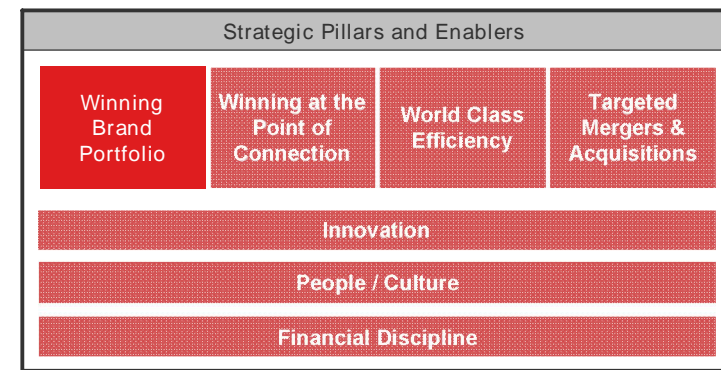 Strategic Pillars and Enablers
Winning
Brand
Portfolio
Winning at the
Point of
Connection
World Class
Efficiency
Targeted
Mergers &
Acquisitions
Innovation
People / Culture
Financial Discipline